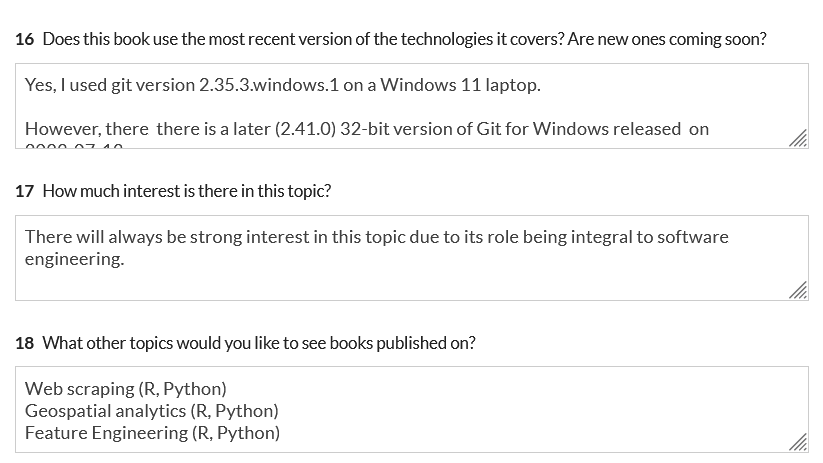 16 Does this book use the most recent version of the technologies it covers? Are new ones coming soon?
Yes, I used git version 2.35.3.windows.1 on a Windows 11 laptop.
However, there there is a later (2.41.0) 32-bit version of Git for Windows released on
17 How much interest is there in this topic?
There will always be strong interest in this topic due to its role being integral to software
engineering.
18 What other topics would you like to see books published on?
Web scraping (R, Python)
Geospatial analytics (R, Python)
Feature Engineering (R, Python)